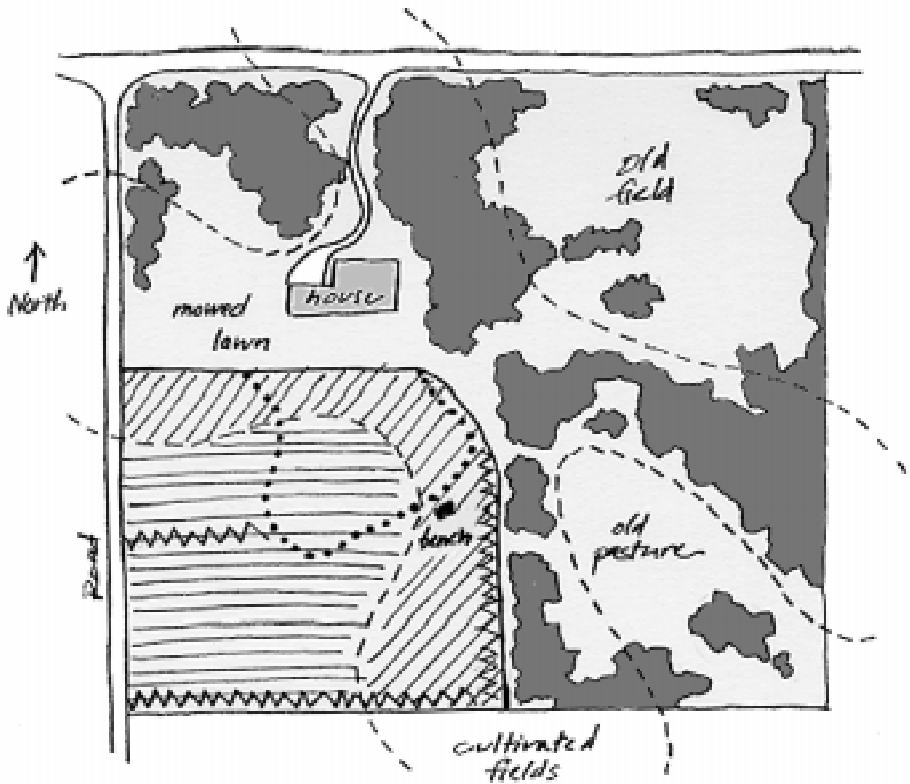 old
field
North
house
mowed
lawn
bench
old
pasture
Road
cultivated
fields